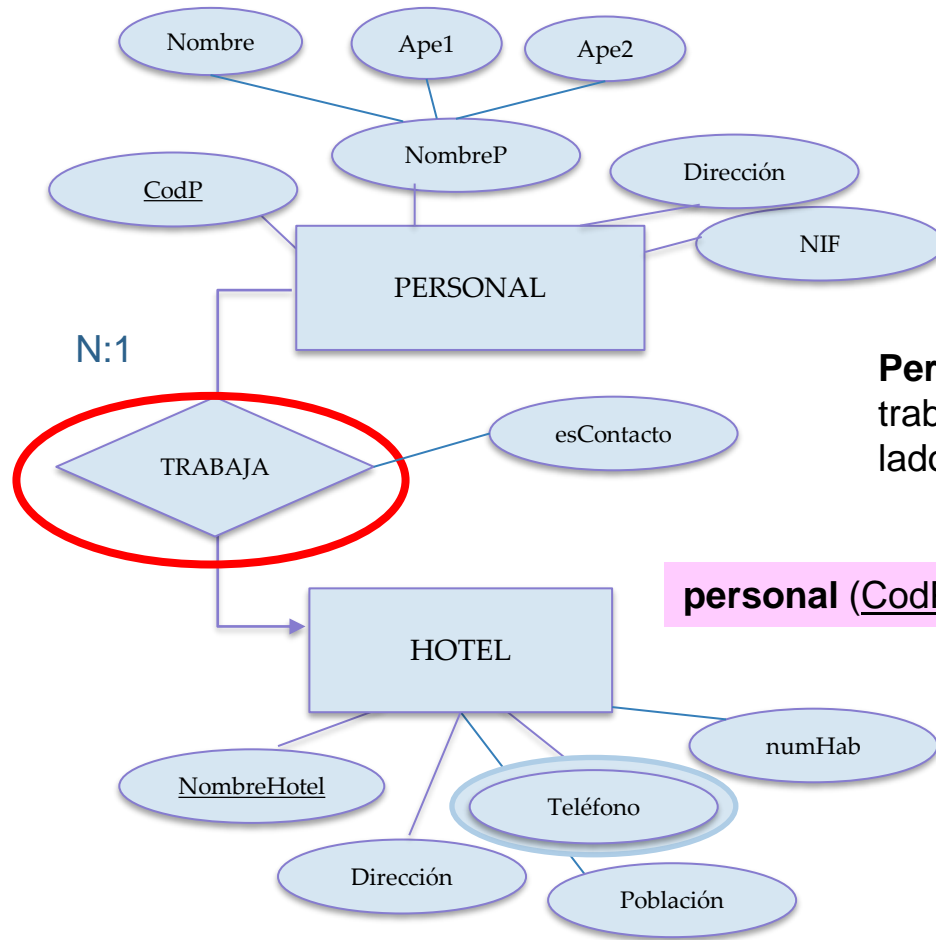 Nombre
Ape1
Ape2
NombreP
Dirección
CodP
NIF
PERSONAL
N:1
esContacto
TRABAJA
personal
HOTEL
numHab
NombreHotel
Teléfono
Dirección
Población